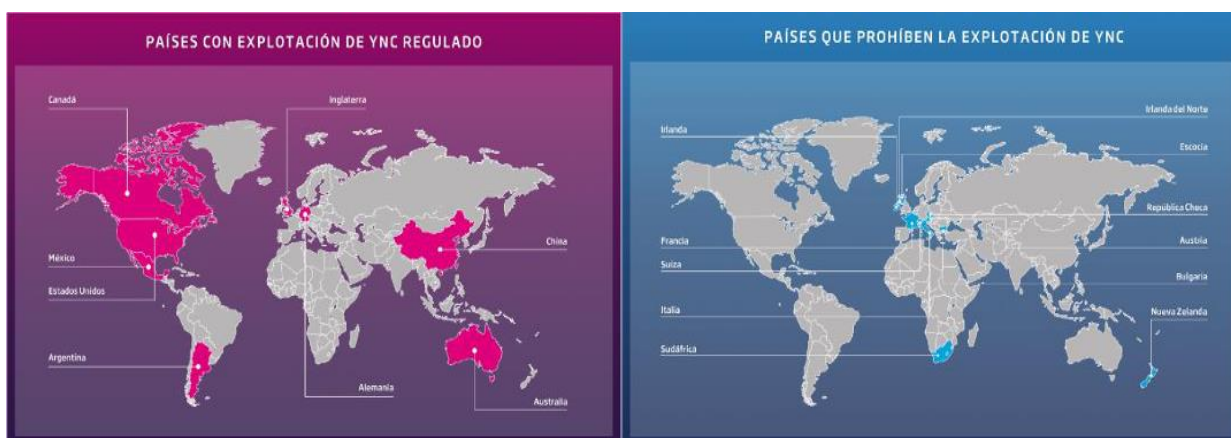 PAÍSES CON EXPLOTACIÓN DE YNC REGULADO
Canadá
Inglaterra
México
China
Estados Unidos
Argentina
Alemania
Australia
PAÍSES QUE PROHÍBEN LA EXPLOTACIÓN DE YNC
Irlanda del Norte
Irlanda
Escocia
República Checa
Francia
Austria
Suiza
Bulgaria
Italia
Nueva Zelanda
Sudáfrica